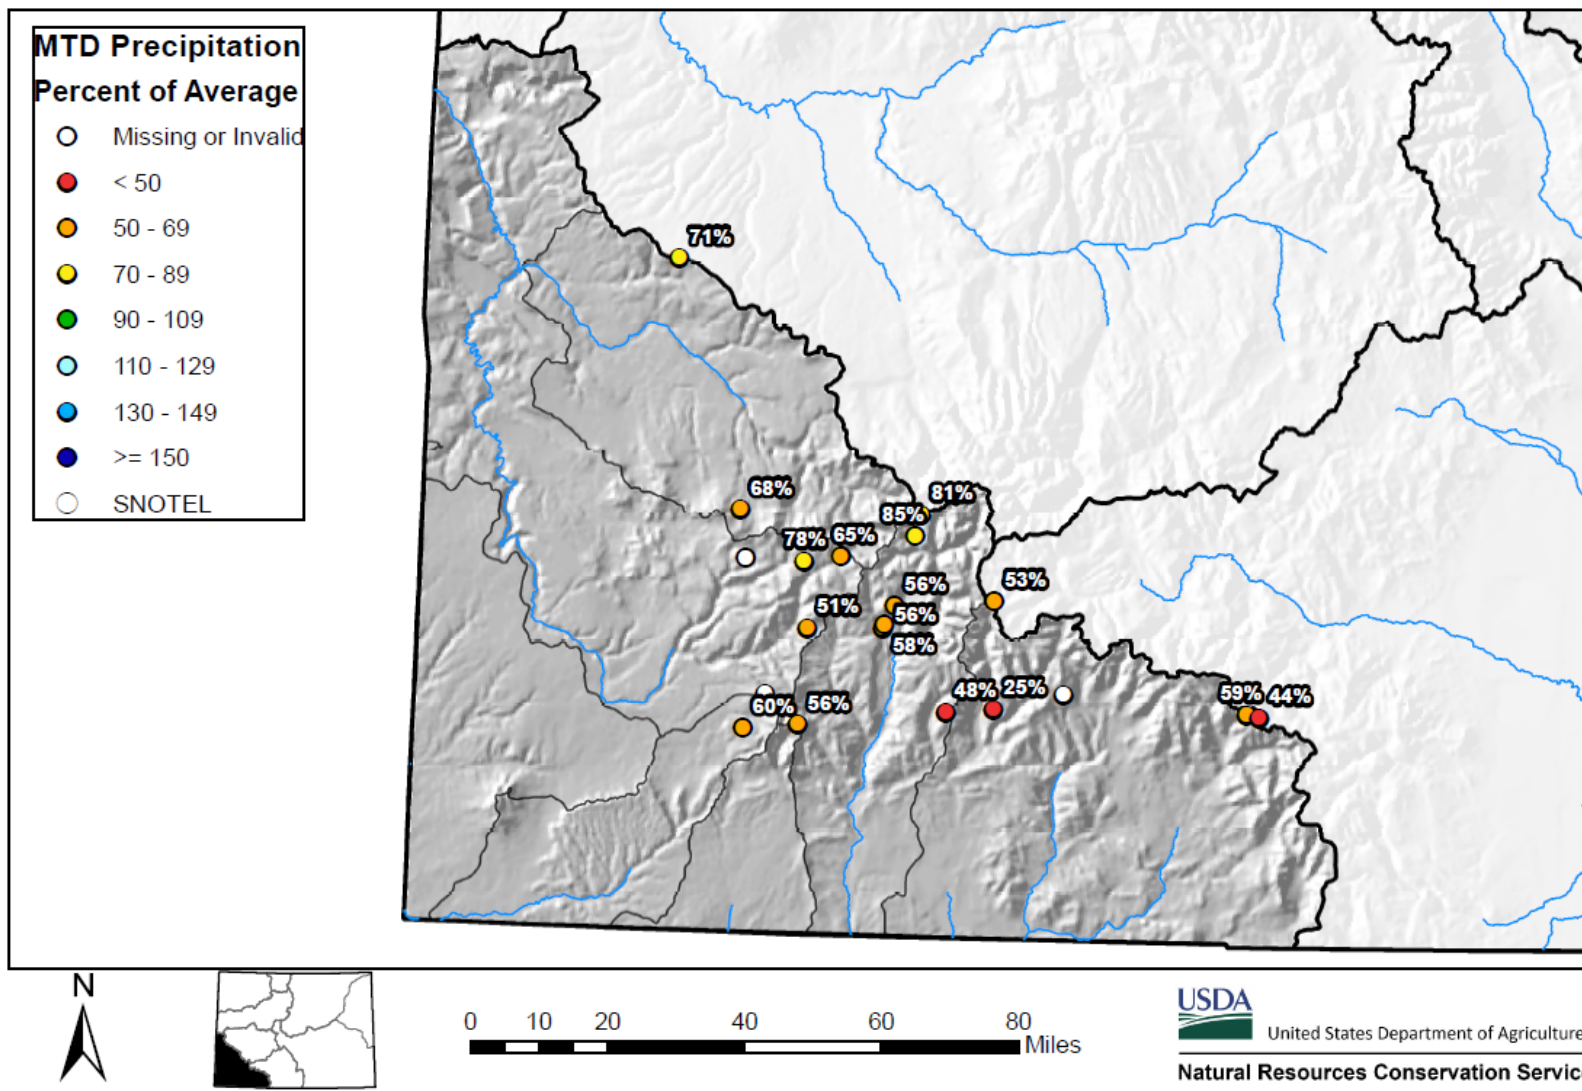 MTD Precipitation
Percent of Average
Missing or Invalid
< 50
50 - 69
70 - 89
90 - 109
110 - 129
130 - 149
>= 150
SNOTEL
71%
68%
81%
85%
78%
65%
56%
53%
51%
56%
58%
48%
25%
59%
44%
60%
56%
N
0 10 20 40 60 80
Miles
USDA
United States Department of Agriculture
Natural Resources Conservation Service